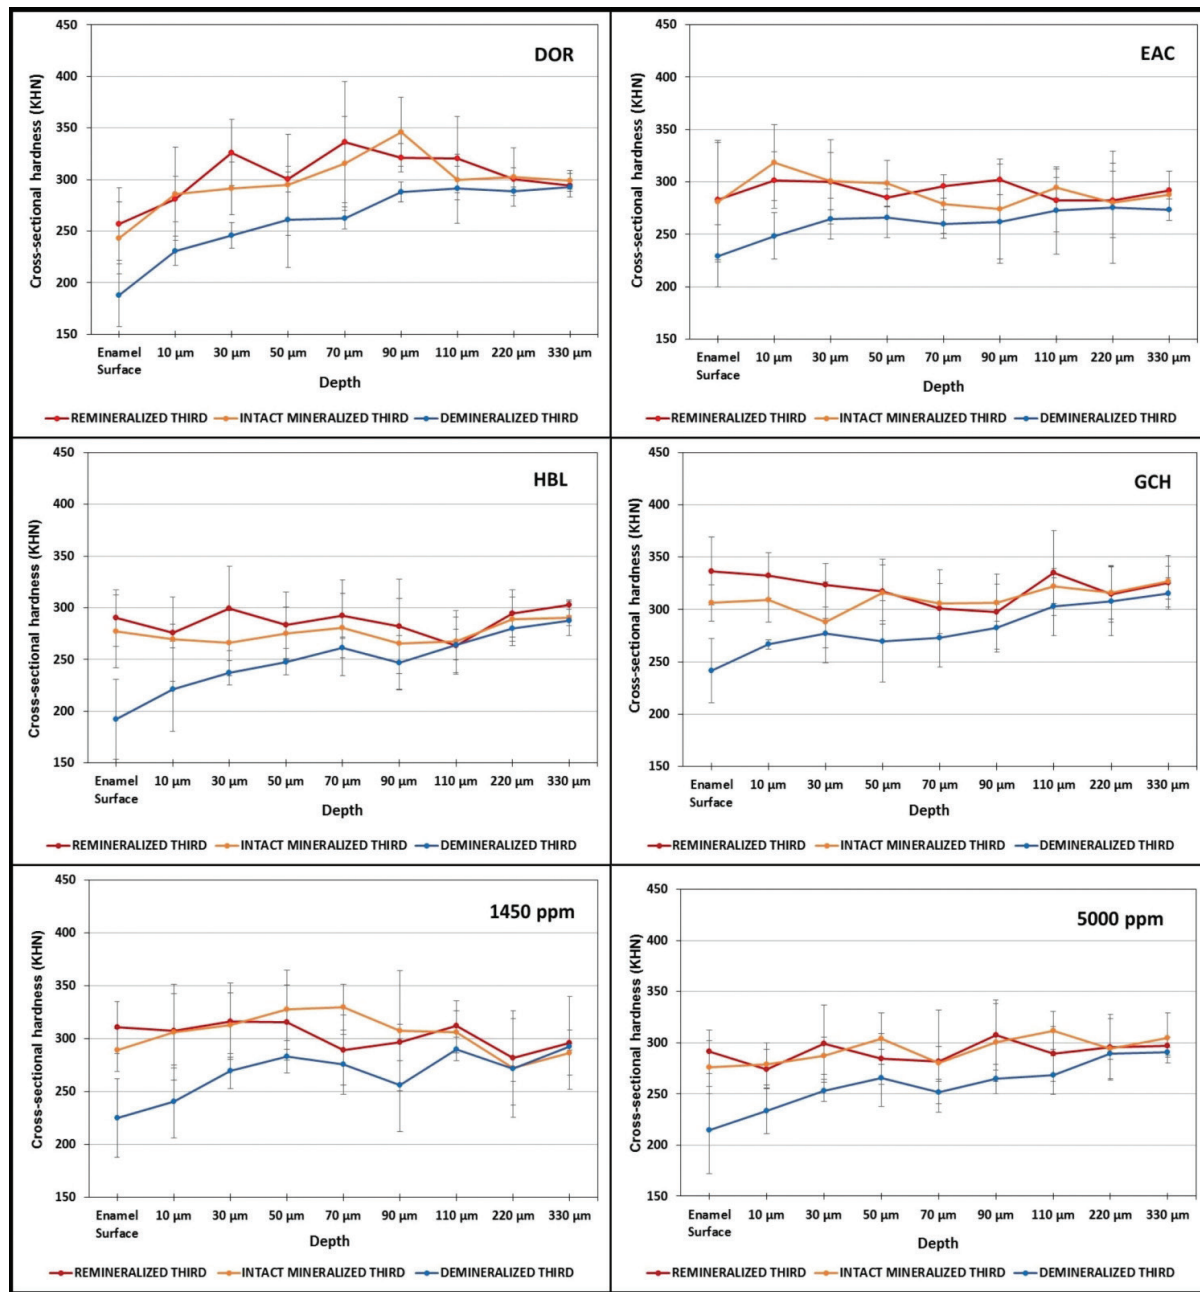 DOR
450
400
350
300
250
200
150
Cross-sectional hardness (KHN)
Enamel Surface 10 µm 30 µm 50 µm 70 µm 90 µm 110 µm 220 µm 330 µm
Depth
REMINERALIZED THIRD INTACT MINERALIZED THIRD DEMINERALIZED THIRD
EAC
450
400
350
300
250
200
150
Cross-sectional hardness (KHN)
Enamel Surface 10 µm 30 µm 50 µm 70 µm 90 µm 110 µm 220 µm 330 µm
Depth
REMINERALIZED THIRD INTACT MINERALIZED THIRD DEMINERALIZED THIRD
HBL
450
400
350
300
250
200
150
Cross-sectional hardness (KHN)
Enamel Surface 10 µm 30 µm 50 µm 70 µm 90 µm 110 µm 220 µm 330 µm
Depth
REMINERALIZED THIRD INTACT MINERALIZED THIRD DEMINERALIZED THIRD
GCH
450
400
350
300
250
200
150
Cross-sectional hardness (KHN)
Enamel Surface 10 µm 30 µm 50 µm 70 µm 90 µm 110 µm 220 µm 330 µm
Depth
REMINERALIZED THIRD INTACT MINERALIZED THIRD DEMINERALIZED THIRD
1450 ppm
450
400
350
300
250
200
150
Cross-sectional hardness (KHN)
Enamel Surface 10 µm 30 µm 50 µm 70 µm 90 µm 110 µm 220 µm 330 µm
Depth
REMINERALIZED THIRD INTACT MINERALIZED THIRD DEMINERALIZED THIRD
5000 ppm
450
400
350
300
250
200
150
Cross-sectional hardness (KHN)
Enamel Surface 10 µm 30 µm 50 µm 70 µm 90 µm 110 µm 220 µm 330 µm
Depth
REMINERALIZED THIRD INTACT MINERALIZED THIRD DEMINERALIZED THIRD